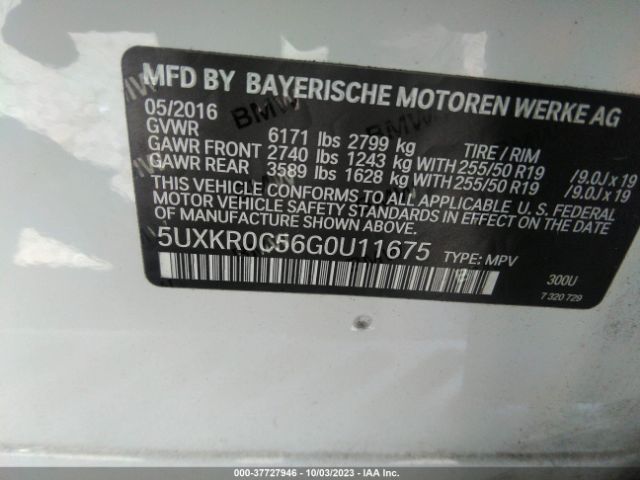 MFD BY BAYERISCHE MOTOREN WERKE AG
05/2016
GVWR 6171 lbs 2799 kg TIRE / RIM
GAWR FRONT 2740 lbs 1243 kg WITH 255/50 R19 /9.0J x 19
GAWR REAR 3589 lbs 1628 kg WITH 255/50 R19 /9.0J x 19
THIS VEHICLE CONFORMS TO ALL APPLICABLE U.S. FEDERAL
MOTOR VEHICLE SAFETY STANDARDS IN EFFECT ON THE DATE OF
MANUFACTURE SHOWN ABOVE.
5UXKR0C56G0U11675 TYPE: MPV
300U
7 320 729
000-37727946 - 10/03/2023 - IAA Inc.